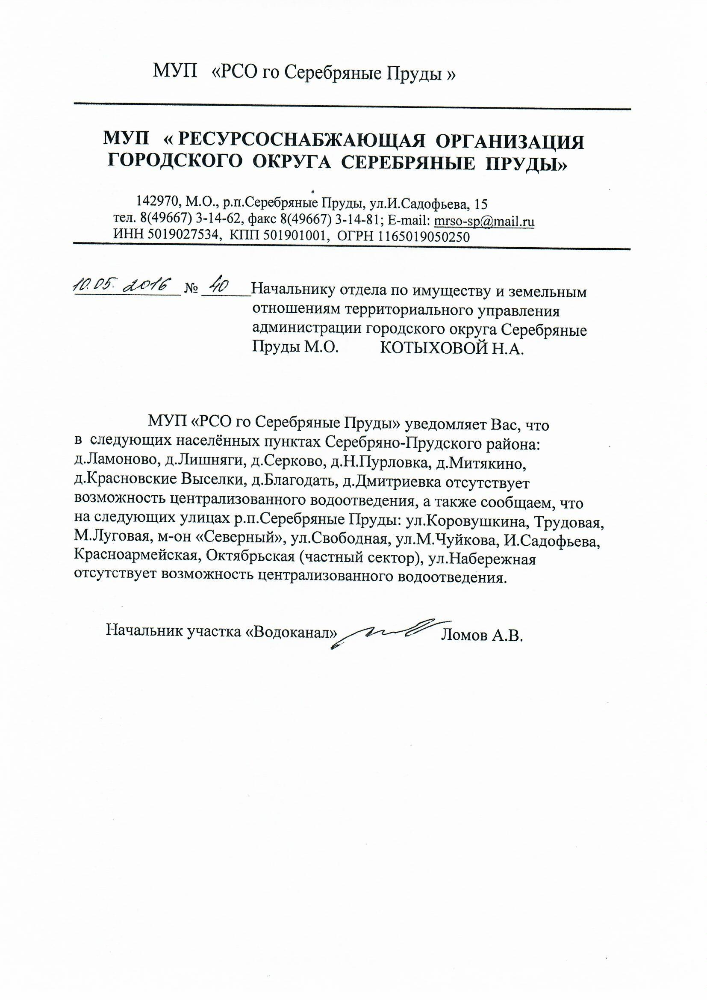 МУП «РСО го Серебряные Пруды »
МУП « РЕСУРСОСНАБЖАЮЩАЯ ОРГАНИЗАЦИЯ
ГОРОДСКОГО ОКРУГА СЕРЕБРЯНЫЕ ПРУДЫ»
142970, М.О., р.п.Серебряные Пруды, ул.И.Садофьева, 15
тел. 8(49667) 3-14-62, факс 8(49667) 3-14-81; E-mail: mrso-sp@mail.ru
ИНН 5019027534, КПП 501901001, ОГРН 1165019050250
10.05. 2016 № 40 Начальнику отдела по имуществу и земельным
отношениям территориального управления
администрации городского округа Серебряные
Пруды М.О. КОТЫХОВОЙ Н.А.
МУП «РСО го Серебряные Пруды» уведомляет Вас, что
в следующих населённых пунктах Серебряно-Прудского района:
д.Ламоново, д.Лишняги, д.Серково, д.Н.Пурловка, д.Митякино,
д.Красновские Выселки, д.Благодать, д.Дмитриевка отсутствует
возможность централизованного водоотведения, а также сообщаем, что
на следующих улицах р.п.Серебряные Пруды: ул.Коровушкина, Трудовая,
М.Луговая, м-он «Северный», ул.Свободная, ул.М.Чуйкова, И.Садофьева,
Красноармейская, Октябрьская (частный сектор), ул.Набережная
отсутствует возможность централизованного водоотведения.
Начальник участка «Водоканал» Ломов А.В.